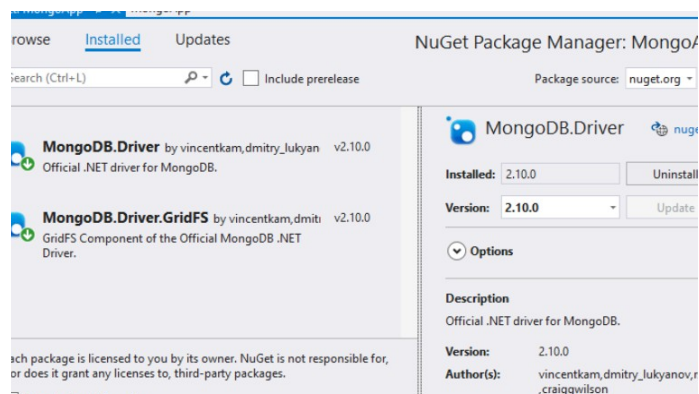 rowse Installed Updates
NuGet Package Manager: MongoA
Search (Ctrl+L)
Include prerelease
Package source: nuget.org
MongoDB.Driver by vincentkam,dmitry_lukyan v2.10.0
Official .NET driver for MongoDB.
MongoDB.Driver.GridFS by vincentkam,dmit v2.10.0
GridFS Component of the Official MongoDB .NET
Driver.
ach package is licensed to you by its owner. NuGet is not responsible for,
or does it grant any licenses to, third-party packages.
MongoDB.Driver nuge
Installed: 2.10.0 Uninstall
Version: 2.10.0 Update
Options
Description
Official .NET driver for MongoDB.
Version: 2.10.0
Author(s): vincentkam,dmitry_lukyanov,r
,craiggwilson